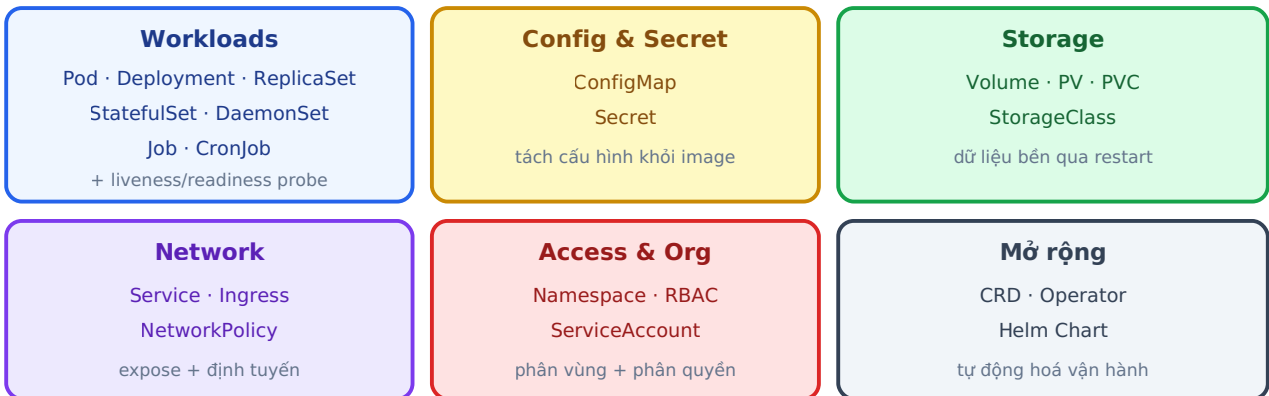 Workloads
Pod · Deployment · ReplicaSet
StatefulSet · DaemonSet
Job · CronJob
+ liveness/readiness probe
Config & Secret
ConfigMap
Secret
tách cấu hình khỏi image
Storage
Volume · PV · PVC
StorageClass
dữ liệu bền qua restart
Network
Service · Ingress
NetworkPolicy
expose + định tuyến
Access & Org
Namespace · RBAC
ServiceAccount
phân vùng + phân quyền
Mở rộng
CRD · Operator
Helm Chart
tự động hoá vận hành